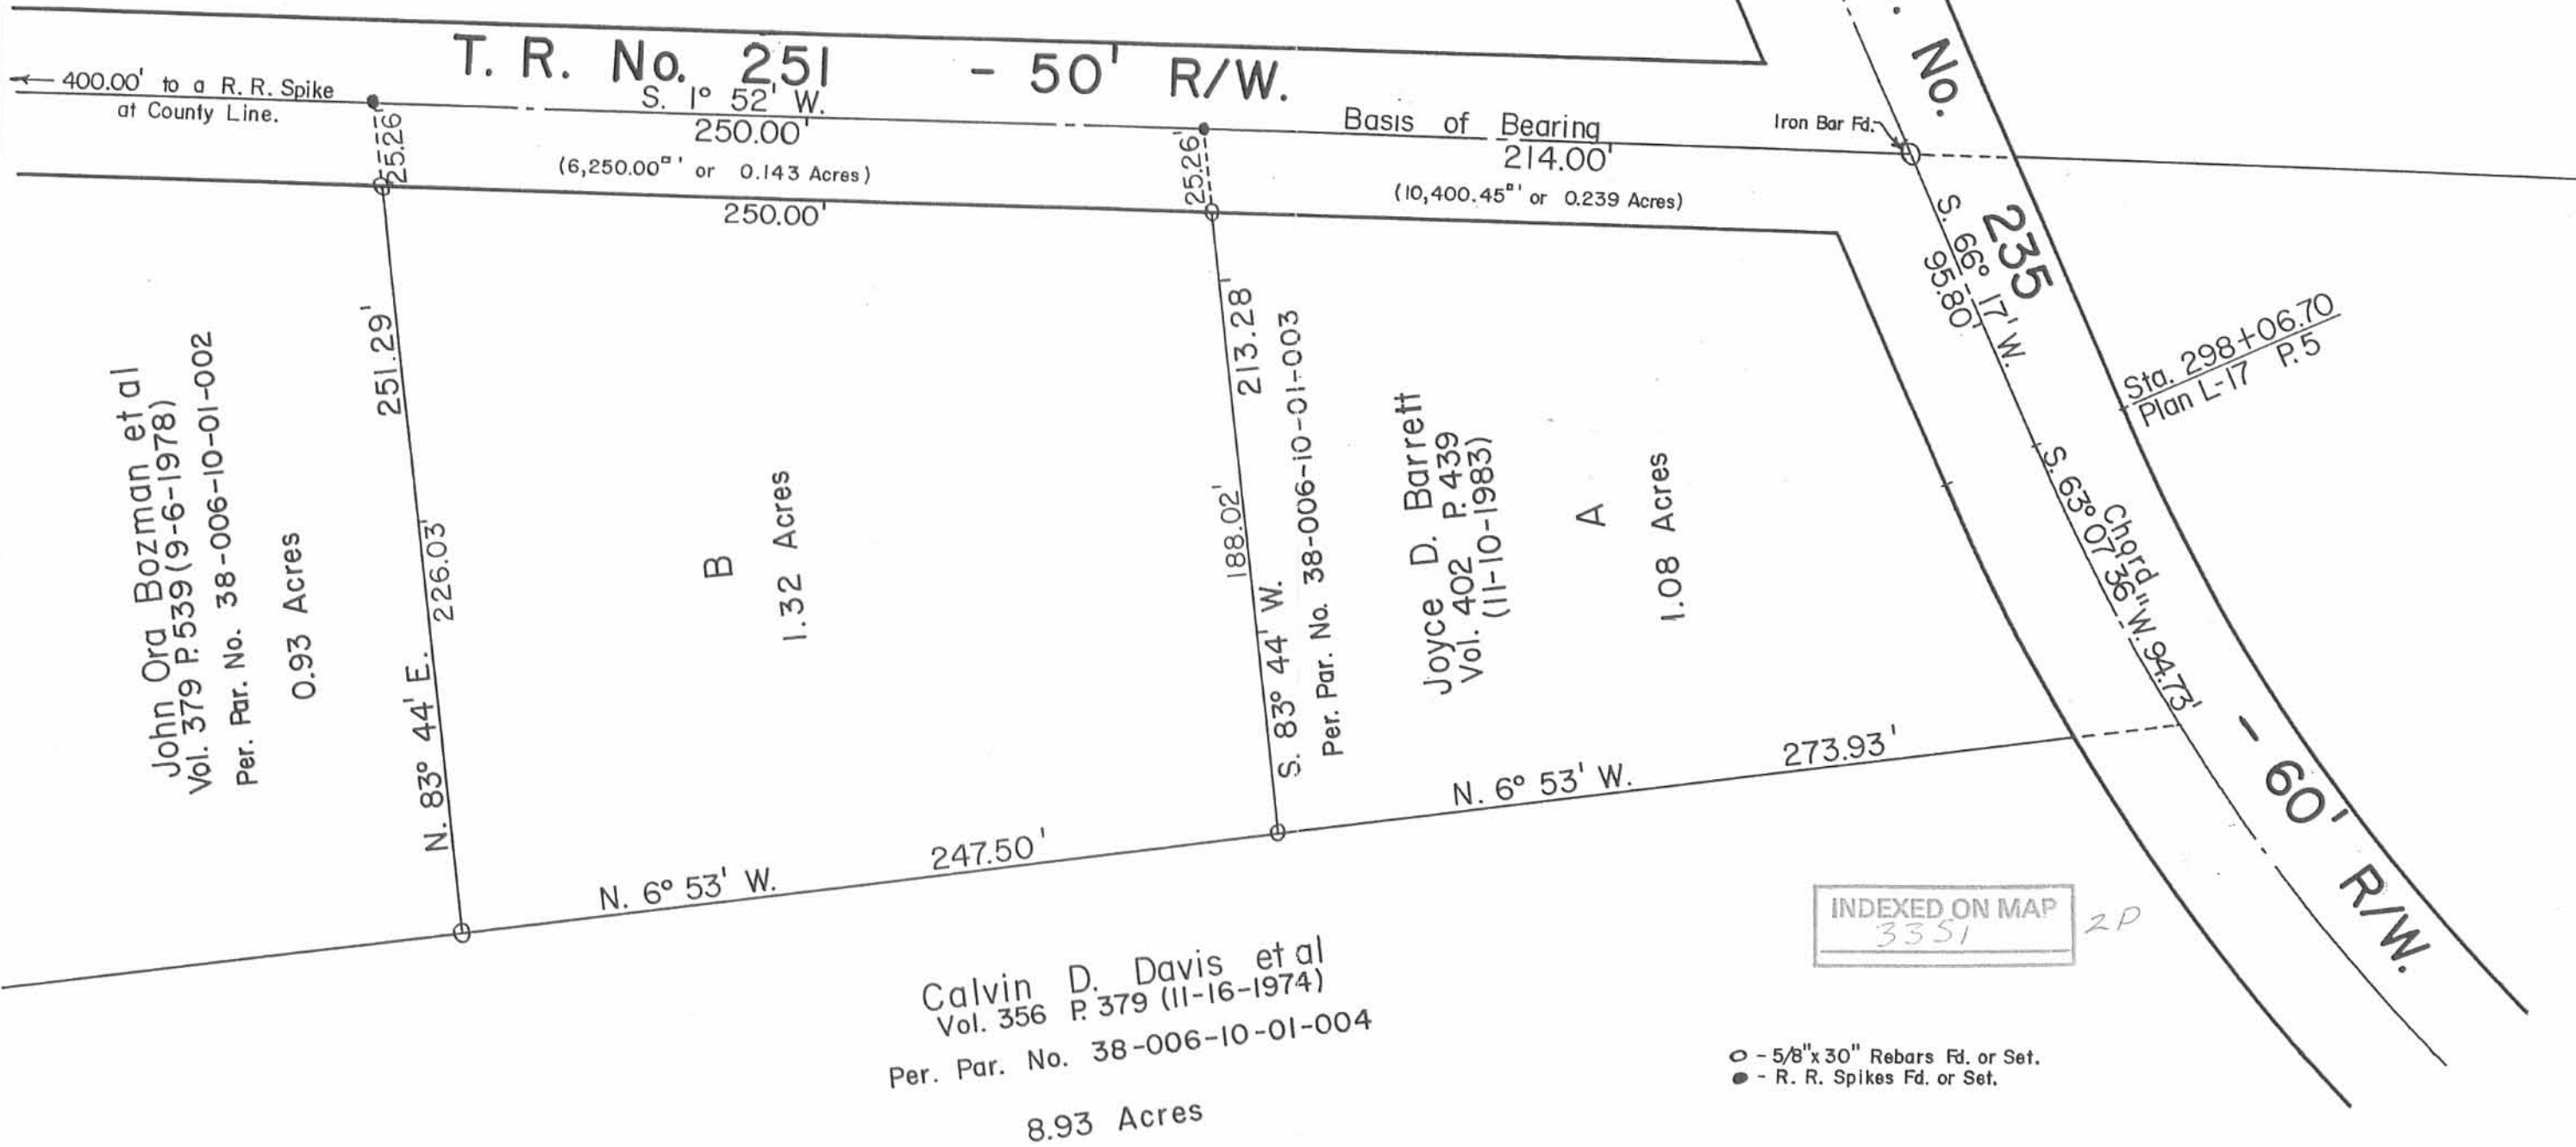 T. R. No. 251 - 50' R/W.
. No. 235 - 60' R/W.
← 400.00' to a R. R. Spike
at County Line.
S. 1° 52' W.
250.00'
(6,250.00□' or 0.143 Acres)
250.00'
25.26'
25.26'
Basis of Bearing
214.00'
(10,400.45□' or 0.239 Acres)
Iron Bar Fd.
S. 66° 17' W.
95.80'
Sta. 298+06.70
Plan L-17 P. 5
Chord
S. 63° 07' 36" W. 94.73'
John Ora Bozman et al
Vol. 379 P. 539 (9-6-1978)
Per. Par. No. 38-006-10-01-002
0.93 Acres
251.29'
226.03'
N. 83° 44' E.
B
1.32 Acres
213.28'
188.02'
S. 83° 44' W.
Per. Par. No. 38-006-10-01-003
Joyce D. Barrett
Vol. 402 P. 439
(11-10-1983)
A
1.08 Acres
N. 6° 53' W.
273.93'
N. 6° 53' W.
247.50'
Calvin D. Davis et al
Vol. 356 P. 379 (11-16-1974)
Per. Par. No. 38-006-10-01-004
8.93 Acres
INDEXED ON MAP
3351
2P
○ - 5/8"x 30" Rebars Fd. or Set.
● - R. R. Spikes Fd. or Set.